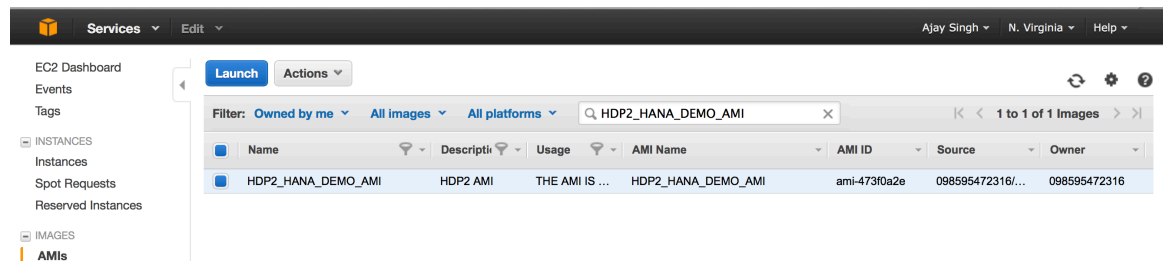 Services Edit Ajay Singh N. Virginia Help
EC2 Dashboard
Events
Tags
INSTANCES
Instances
Spot Requests
Reserved Instances
IMAGES
AMIs
Launch Actions
Filter: Owned by me All images All platforms HDP2_HANA_DEMO_AMI 1 to 1 of 1 Images
Name Descripti Usage AMI Name AMI ID Source Owner
HDP2_HANA_DEMO_AMI HDP2 AMI THE AMI IS ... HDP2_HANA_DEMO_AMI ami-473f0a2e 098595472316/... 098595472316